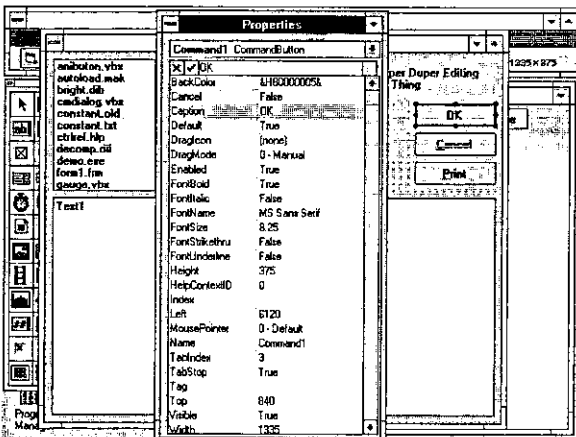 Properties
Command1 CommandButton
OK
BackColor &H80000005&
Cancel False
Caption OK
Default True
DragIcon (none)
DragMode 0 - Manual
Enabled True
FontBold True
FontItalic False
FontName MS Sans Serif
FontSize 8.25
FontStrikethru False
FontUnderline False
Height 375
HelpContextID 0
Index
Left 6120
MousePointer 0 - Default
Name Command1
TabIndex 3
TabStop True
Tag
Top 840
Visible True
Width 1335
anibuton.vbx
autoload.mak
bright.dib
cmdialog.vbx
constant.old
constant.txt
ctrlref.hlp
decomp.dll
demo.exe
form1.frm
gauge.vbx
Text1
per Duper Editing
Thing
OK
Cancel
Print
1335×375
Prog
Man